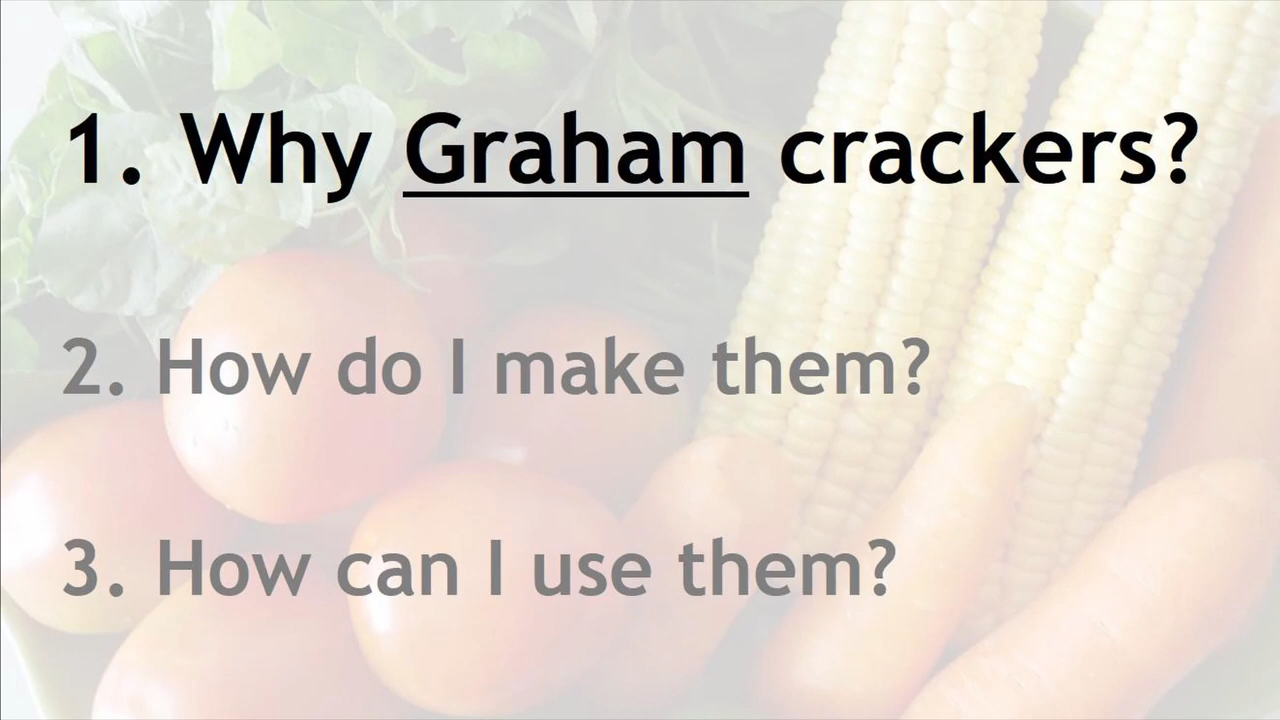 1. Why Graham crackers?
2. How do I make them?
3. How can I use them?